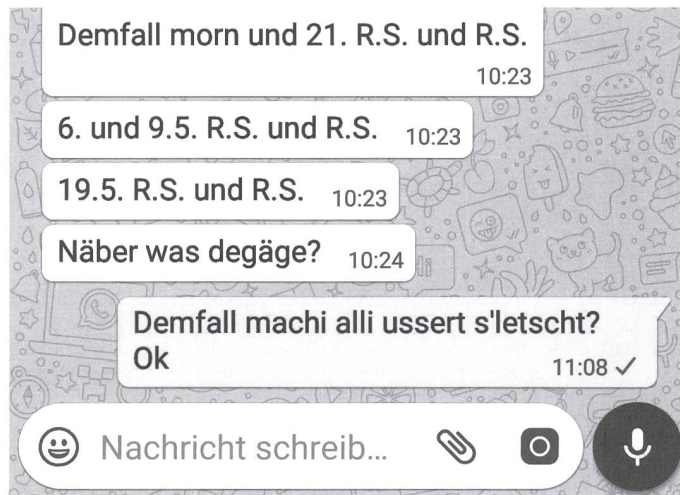 Demfall morn und 21. R.S. und R.S.
10:23
6. und 9.5. R.S. und R.S. 10:23
19.5. R.S. und R.S. 10:23
Näber was degäge? 10:24
Demfall machi alli ussert s'letscht?
Ok 11:08
Nachricht schreib...